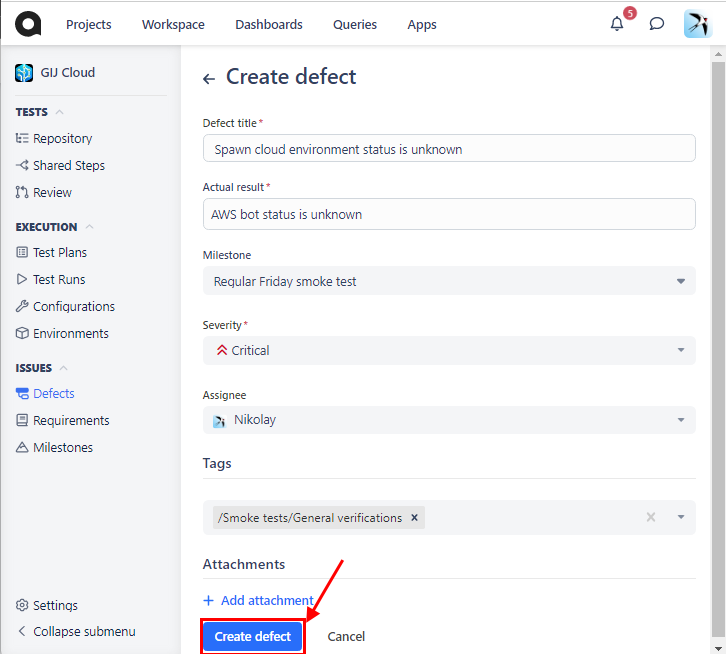 Projects Workspace Dashboards Queries Apps 5
GIJ Cloud
TESTS
Repository
Shared Steps
Review
EXECUTION
Test Plans
Test Runs
Configurations
Environments
ISSUES
Defects
Requirements
Milestones
Settings
Collapse submenu
Create defect
Defect title*
Spawn cloud environment status is unknown
Actual result*
AWS bot status is unknown
Milestone
Regular Friday smoke test
Severity*
Critical
Assignee
Nikolay
Tags
/Smoke tests/General verifications
Attachments
+ Add attachment
Create defect Cancel